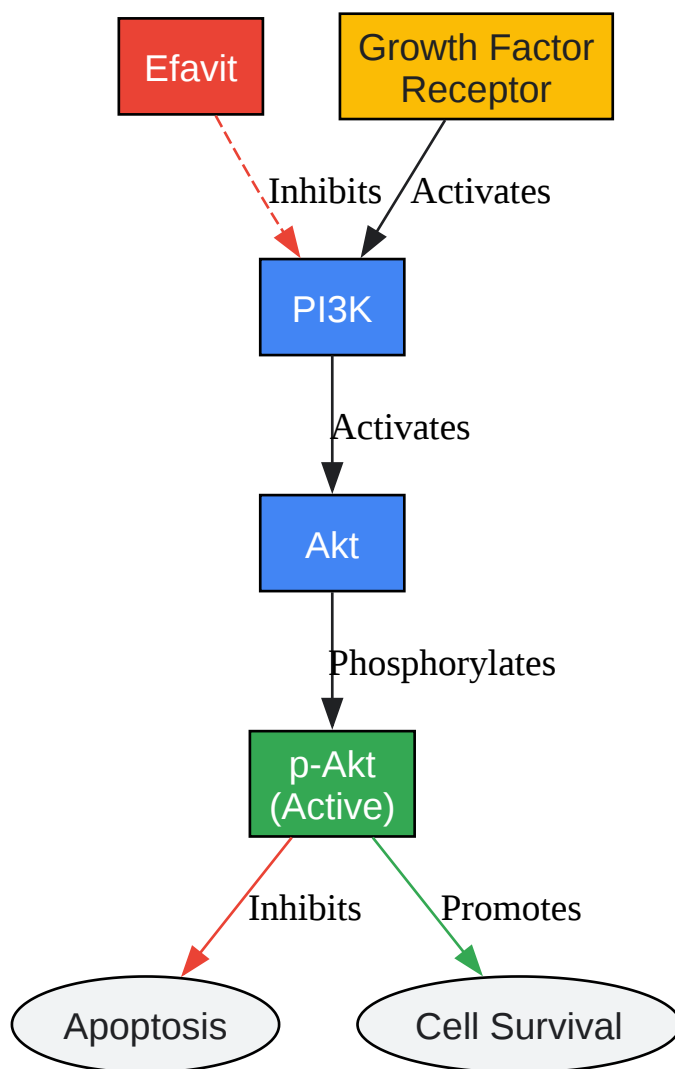 Efavit
Growth Factor
Receptor
Inhibits
Activates
PI3K
Activates
Akt
Phosphorylates
p-Akt
(Active)
Inhibits
Promotes
Apoptosis
Cell Survival